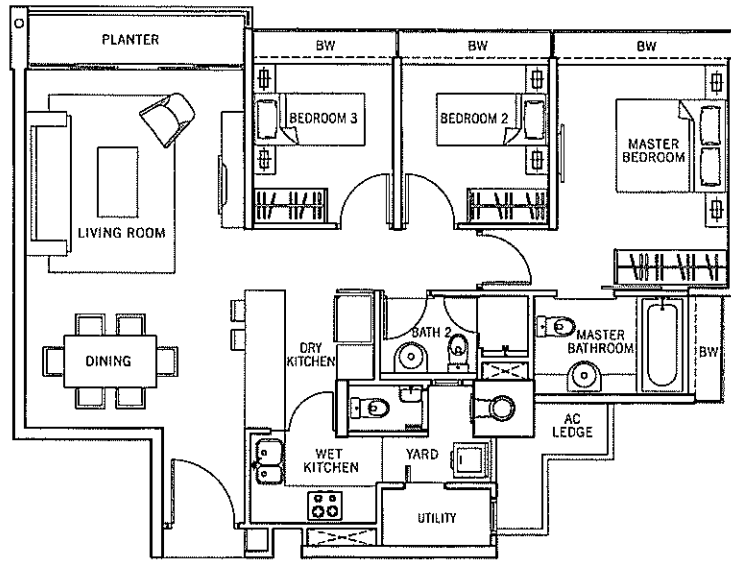 PLANTER
BW
BW
BW
BEDROOM 3
BEDROOM 2
MASTER
BEDROOM
LIVING ROOM
DINING
DRY
KITCHEN
BATH 2
MASTER
BATHROOM
BW
AC
LEDGE
WET
KITCHEN
YARD
UTILITY